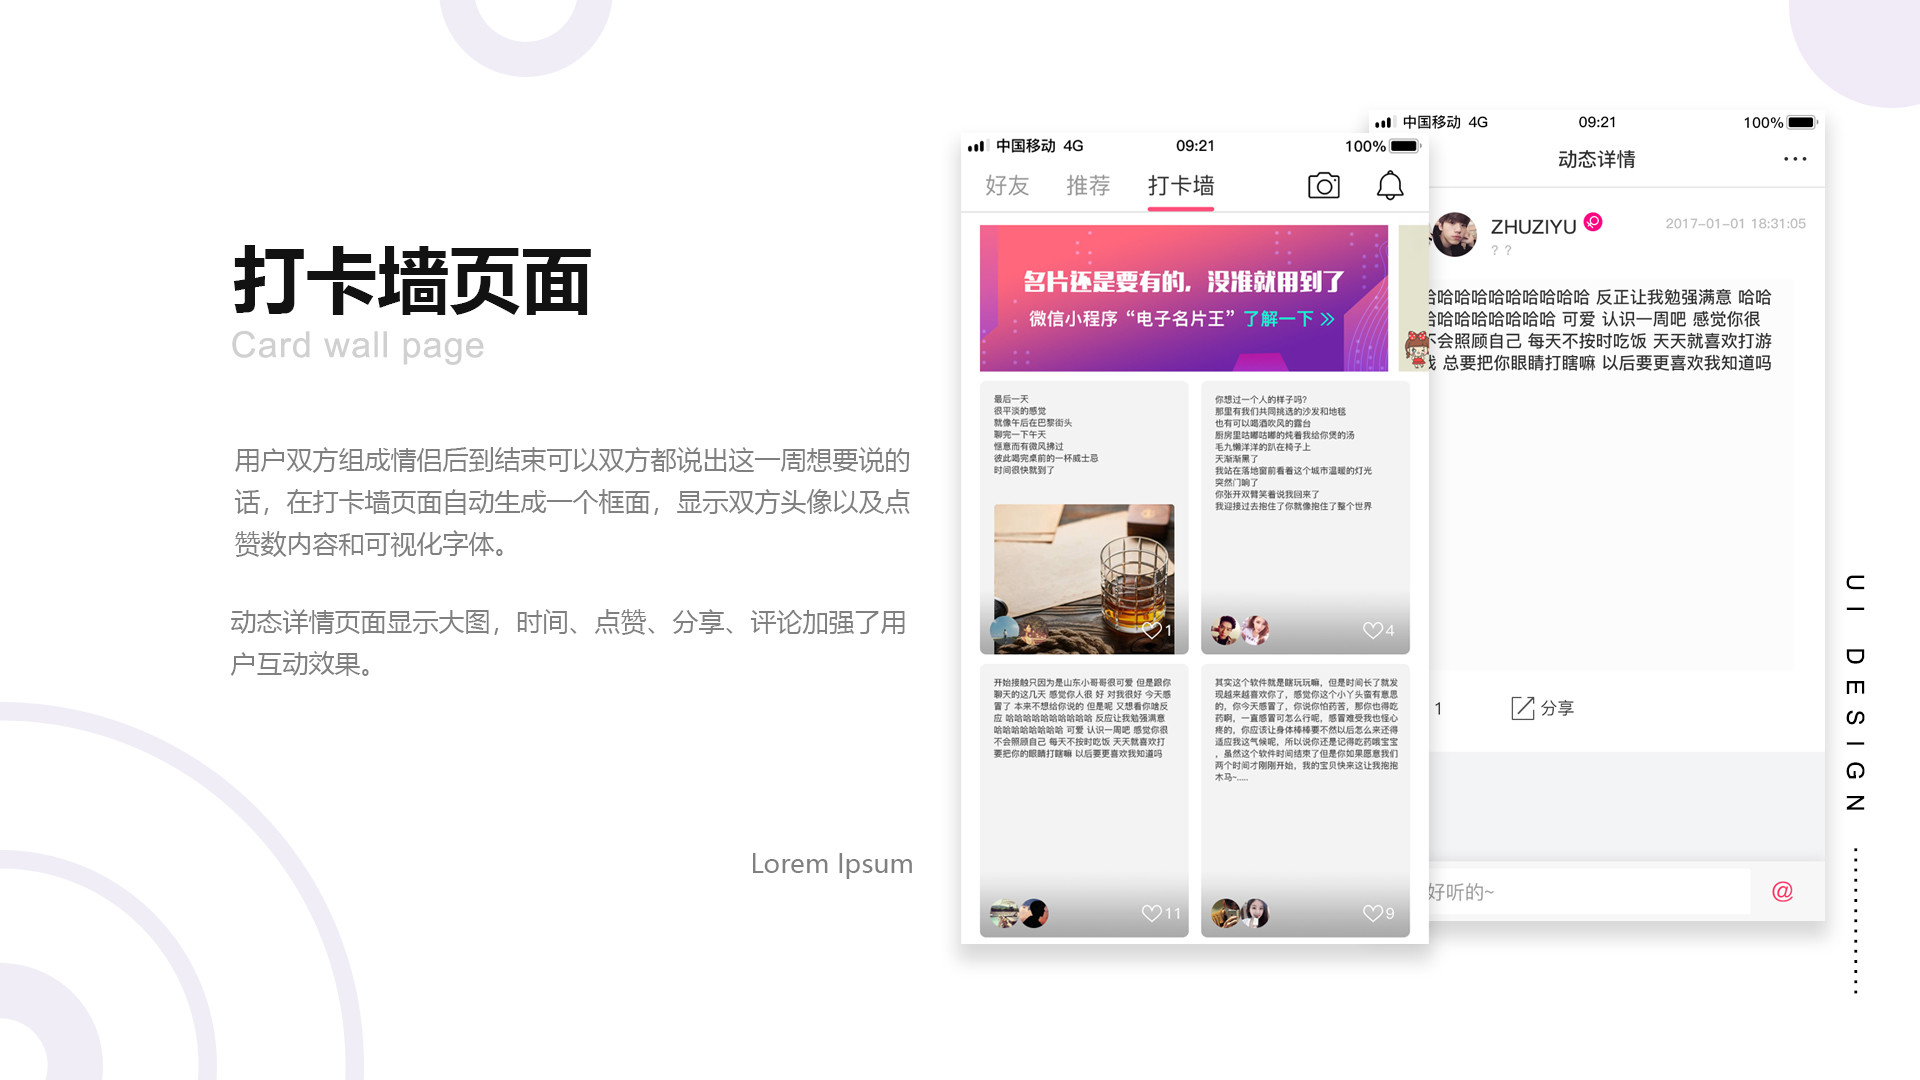 打卡墙页面
Card wall page
用户双方组成情侣后到结束可以双方都说出这一周想要说的
话，在打卡墙页面自动生成一个框面，显示双方头像以及点
赞数内容和可视化字体。
动态详情页面显示大图，时间、点赞、分享、评论加强了用
户互动效果。
Lorem Ipsum
中国移动 4G 09:21 100%
好友 推荐 打卡墙
名片还是要有的，没准就用到了
微信小程序“电子名片王”了解一下
最后一天
很平淡的感觉
就像午后在巴黎街头
聊完一下午天
惬意而有微风拂过
彼此喝完桌前的一杯威士忌
时间很快就到了
1
你想过一个人的样子吗?
那里有我们共同挑选的沙发和地毯
也有可以喝酒吹风的露台
厨房里咕嘟咕嘟的炖着我给你煲的汤
毛九懒洋洋的趴在椅子上
天渐渐黑了
我站在落地窗前看着这个城市温暖的灯光
突然门响了
你张开双臂笑着说我回来了
我迎接过去抱住了你就像抱住了整个世界
4
开始接触只因为是山东小哥哥很可爱 但是跟你
聊天的这几天 感觉你人很 好 对我很好 今天感
冒了 本来不想给你说的 但是呢 又想看你啥反
应 哈哈哈哈哈哈哈哈哈哈 反应让我勉强满意
哈哈哈哈哈哈哈哈 可爱 认识一周吧 感觉你很
不会照顾自己 每天不按时吃饭 天天就喜欢打
要把你的眼睛打瞎嘛 以后要更喜欢我知道吗
11
其实这个软件就是瞎玩玩嘛，但是时间长了就发
现越来越喜欢你了，感觉你这个小丫头蛮有意思
的，你今天感冒了，你说你怕药苦，那你也得吃
药啊，一直感冒可怎么行呢，感冒难受我也怪心
疼的，你应该让身体棒棒要不然以后怎么来还得
适应我这气候呢，所以说你还是记得吃药哦宝宝
，虽然这个软件时间结束了但是你如果愿意我们
两个时间才刚刚开始，我的宝贝快来这让我抱抱
木马~.....
9
中国移动 4G 09:21 100%
动态详情
ZHUZIYU 2017-01-01 18:31:05
? ?
哈哈哈哈哈哈哈哈哈 反正让我勉强满意 哈哈
哈哈哈哈哈哈哈 可爱 认识一周吧 感觉你很
不会照顾自己 每天不按时吃饭 天天就喜欢打游
戏 总要把你眼睛打瞎嘛 以后要更喜欢我知道吗
1 分享
好听的~ @
UI DESIGN